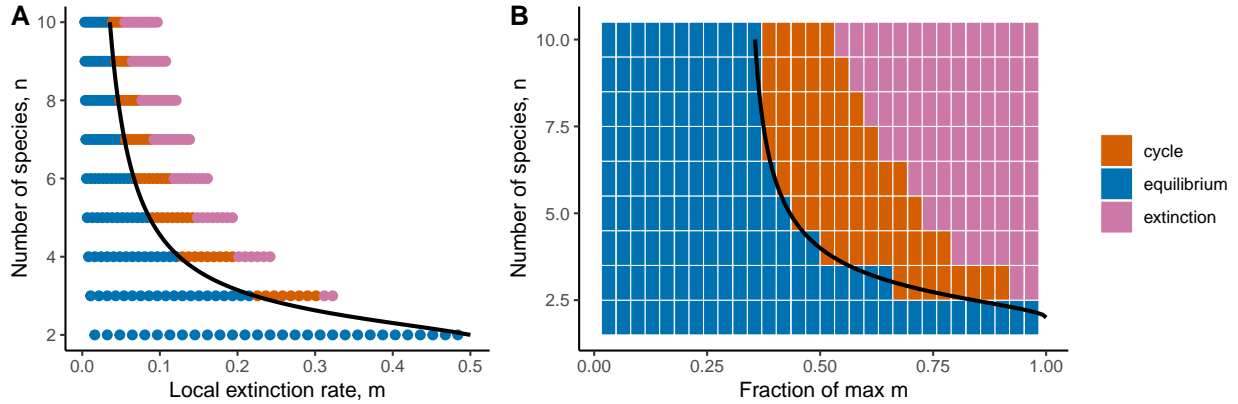 A
Number of species, n
10
8
6
4
2
0.0 0.1 0.2 0.3 0.4 0.5
Local extinction rate, m
B
Number of species, n
10.0
7.5
5.0
2.5
0.00 0.25 0.50 0.75 1.00
Fraction of max m
cycle
equilibrium
extinction